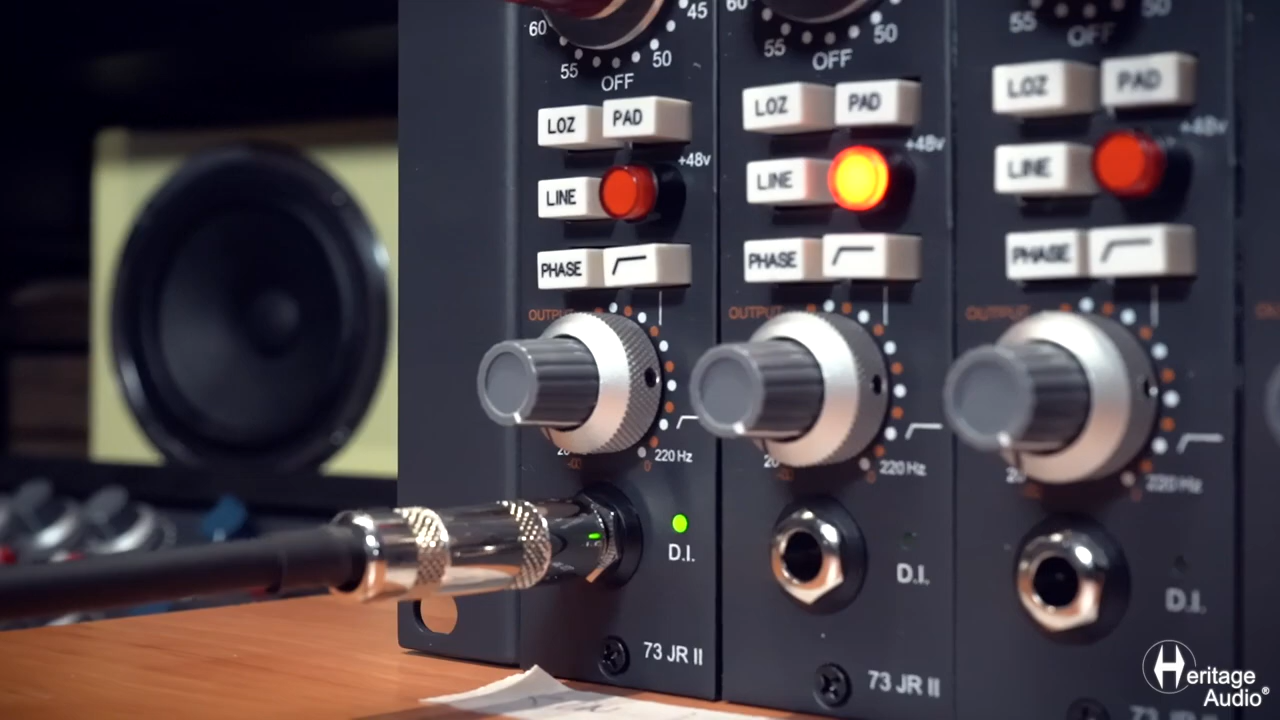 60
55
OFF
50
45
LOZ
PAD
+48v
LINE
PHASE
OUTPUT
20
220 Hz
D.I.
73 JR II
60
55
OFF
50
LOZ
PAD
+48v
LINE
PHASE
OUTPUT
20
220 Hz
D.I.
73 JR II
55
OFF
50
LOZ
PAD
+48v
LINE
PHASE
OUTPUT
20
220 Hz
D.I.
Heritage
Audio®